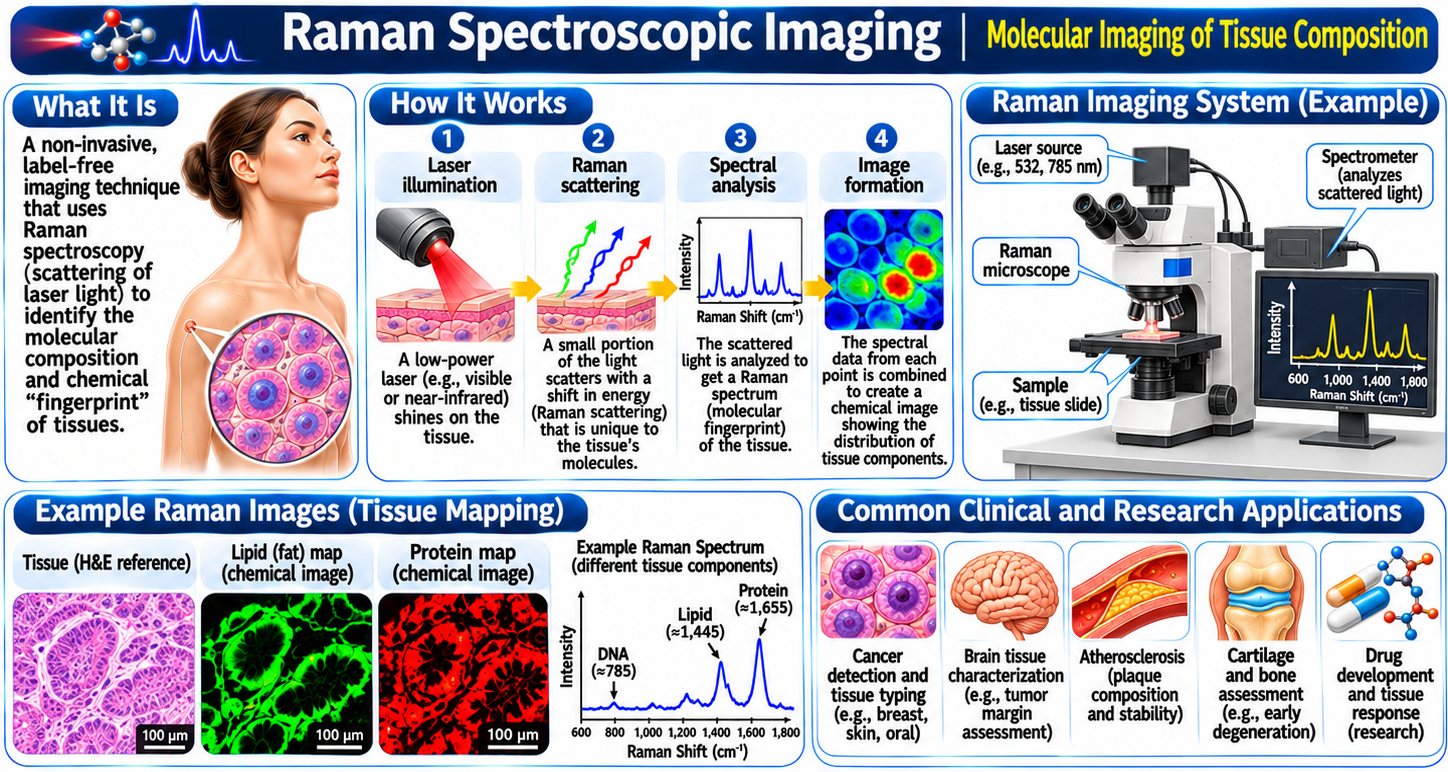 Raman Spectroscopic Imaging | Molecular Imaging of Tissue Composition
What It Is
A non-invasive,
label-free
imaging technique
that uses
Raman
spectroscopy
(scattering of
laser light) to
identify the
molecular
composition
and chemical
“fingerprint”
of tissues.
How It Works
1
Laser
illumination
A low-power
laser (e.g., visible
or near-infrared)
shines on the
tissue.
2
Raman
scattering
A small portion
of the light
scatters with a
shift in energy
(Raman scattering)
that is unique to
the tissue's
molecules.
3
Spectral
analysis
Intensity
Raman Shift (cm⁻¹)
The scattered
light is analyzed to
get a Raman
spectrum
(molecular
fingerprint)
of the tissue.
4
Image
formation
The spectral
data from each
point is combined
to create a
chemical image
showing the
distribution of
tissue components.
Raman Imaging System (Example)
Laser source
(e.g., 532, 785 nm)
Spectrometer
(analyzes
scattered light)
Raman
microscope
Sample
(e.g., tissue slide)
Intensity
600 1,000 1,400 1,800
Raman Shift (cm⁻¹)
Example Raman Images (Tissue Mapping)
Tissue (H&E reference)
100 µm
Lipid (fat) map
(chemical image)
100 µm
Protein map
(chemical image)
100 µm
Example Raman Spectrum
(different tissue components)
Protein
(≈1,655)
Lipid
(≈1,445)
DNA
(≈785)
Intensity
600 800 1,000 1,200 1,400 1,600 1,800
Raman Shift (cm⁻¹)
Common Clinical and Research Applications
Cancer
detection and
tissue typing
(e.g., breast,
skin, oral)
Brain tissue
characterization
(e.g., tumor
margin
assessment)
Atherosclerosis
(plaque
composition
and stability)
Cartilage
and bone
assessment
(e.g., early
degeneration)
Drug
development
and tissue
response
(research)